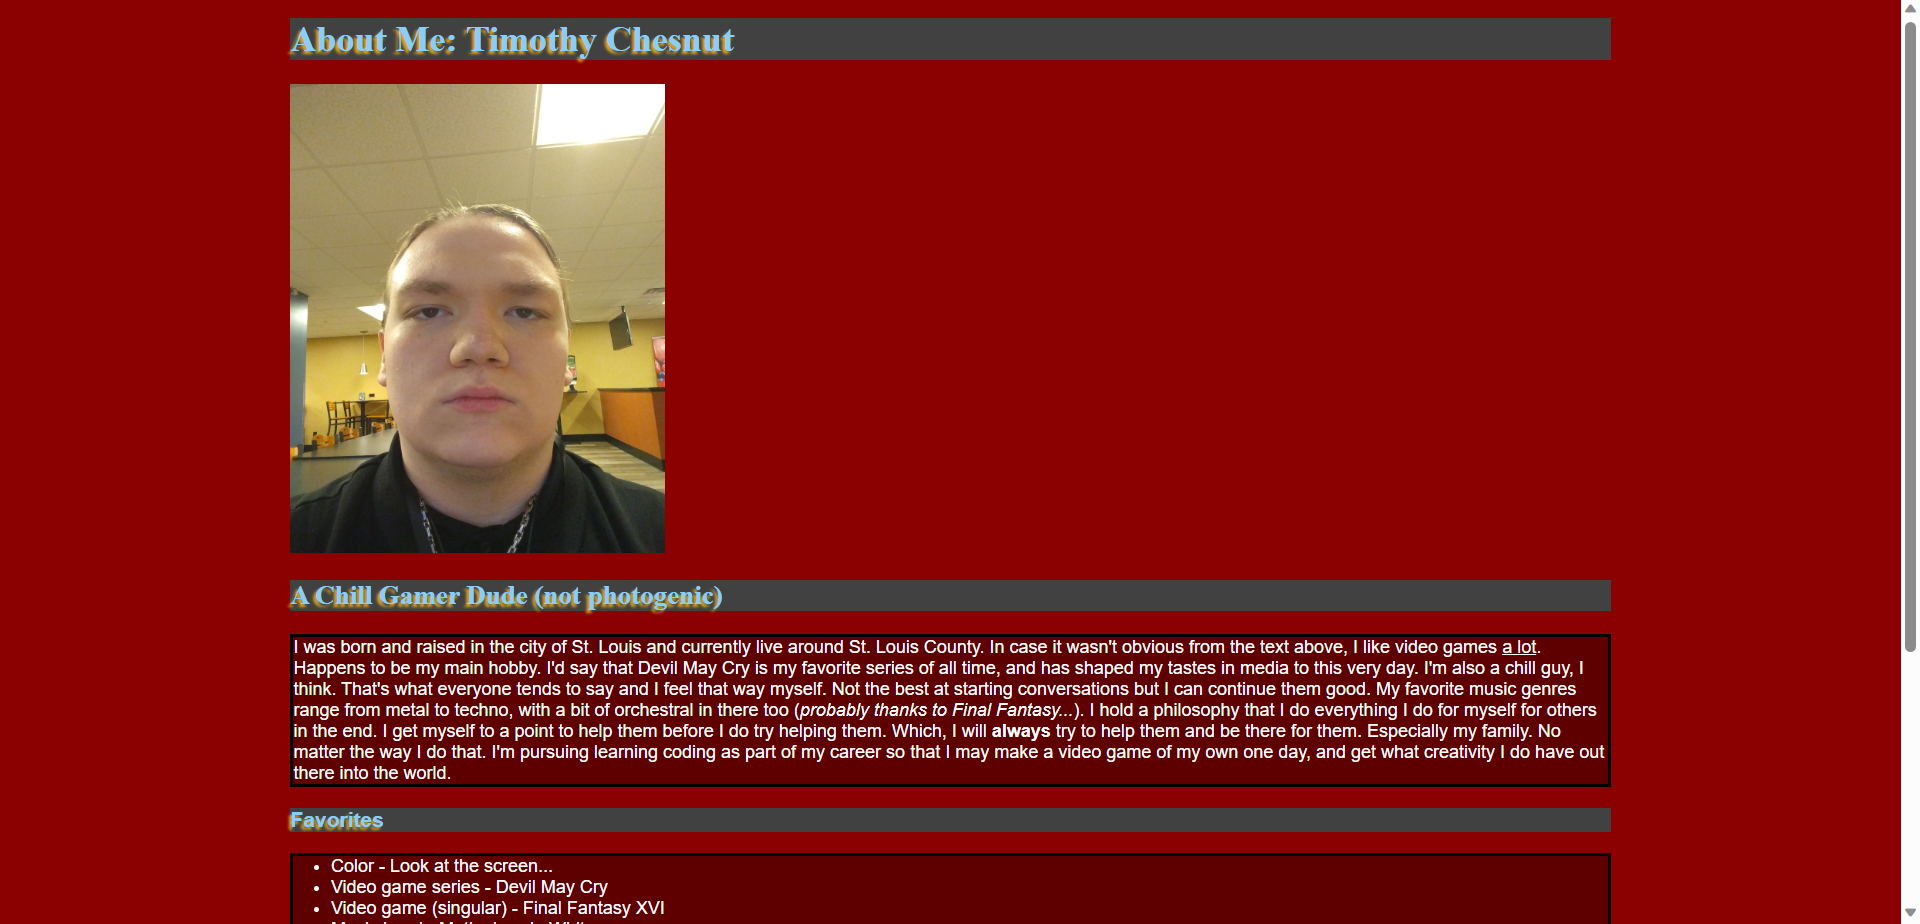 About Me: Timothy Chesnut
A Chill Gamer Dude (not photogenic)
I was born and raised in the city of St. Louis and currently live around St. Louis County. In case it wasn't obvious from the text above, I like video games a lot.
Happens to be my main hobby. I'd say that Devil May Cry is my favorite series of all time, and has shaped my tastes in media to this very day. I'm also a chill guy, I
think. That's what everyone tends to say and I feel that way myself. Not the best at starting conversations but I can continue them good. My favorite music genres
range from metal to techno, with a bit of orchestral in there too (probably thanks to Final Fantasy...). I hold a philosophy that I do everything I do for myself for others
in the end. I get myself to a point to help them before I do try helping them. Which, I will always try to help them and be there for them. Especially my family. No
matter the way I do that. I'm pursuing learning coding as part of my career so that I may make a video game of my own one day, and get what creativity I do have out
there into the world.
Favorites
• Color - Look at the screen...
• Video game series - Devil May Cry
• Video game (singular) - Final Fantasy XVI